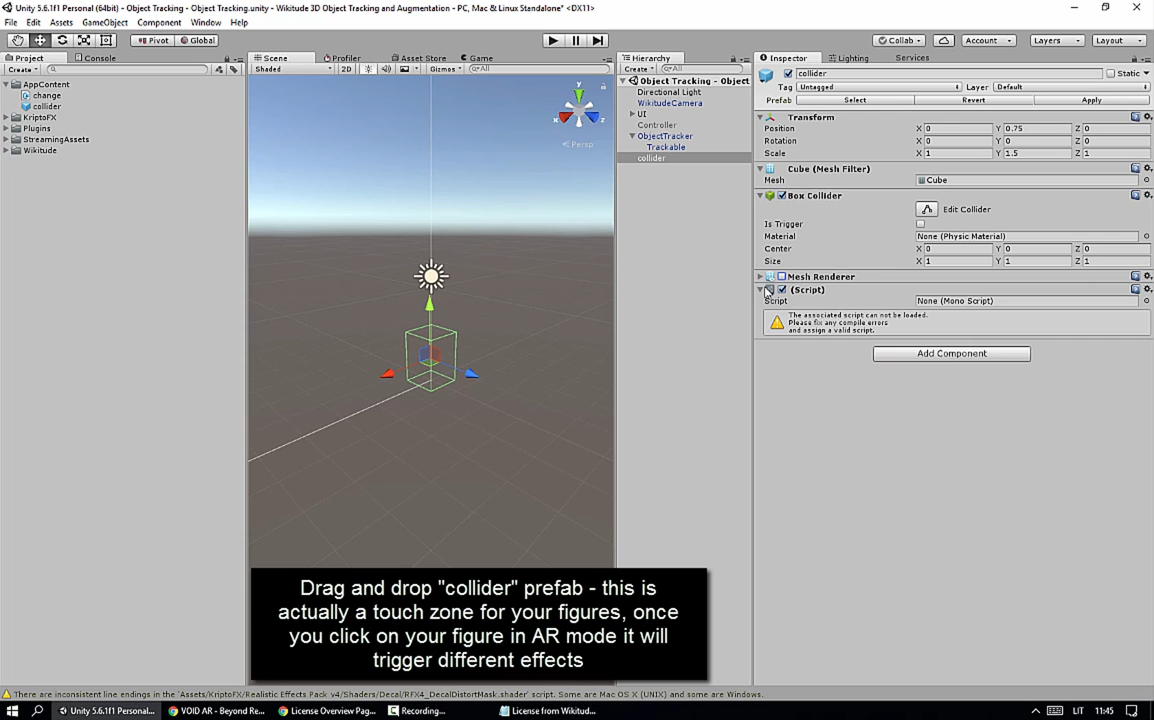 Unity 5.6.1f1 Personal (64bit) - Object Tracking - Object Tracking.unity - Wikitude 3D Object Tracking and Augmentation - PC, Mac & Linux Standalone* <DX11>
File Edit Assets GameObject Component Window Help
Pivot Global Collab Account Layers Layout
Project Console Scene Profiler Asset Store Game Hierarchy Inspector Lighting Services
Create Shaded 2D Gizmos All Create All
AppContent
change
collider
KriptoFX
Plugins
StreamingAssets
Wikitude
y
x
z
Persp
Object Tracking - Object
Directional Light
WikitudeCamera
UI
Controller
ObjectTracker
Trackable
collider
collider Static
Tag Untagged Layer Default
Prefab Select Revert Apply
Transform
Position X 0 Y 0.75 Z 0
Rotation X 0 Y 0 Z 0
Scale X 1 Y 1.5 Z 1
Cube (Mesh Filter)
Mesh Cube
Box Collider
Edit Collider
Is Trigger
Material None (Physic Material)
Center X 0 Y 0 Z 0
Size X 1 Y 1 Z 1
Mesh Renderer
(Script)
Script None (Mono Script)
The associated script can not be loaded.
Please fix any compile errors
and assign a valid script.
Add Component
Drag and drop "collider" prefab - this is
actually a touch zone for your figures, once
you click on your figure in AR mode it will
trigger different effects
There are inconsistent line endings in the 'Assets/KriptoFX/Realistic Effects Pack v4/Shaders/Decal/RFX4_DecalDistortMask.shader' script. Some are Mac OS X (UNIX) and some are Windows.
Unity 5.6.1f1 Personal... VOID AR - Beyond Re... License Overview Pag... Recording... License from Wikitud... LIT 11:45